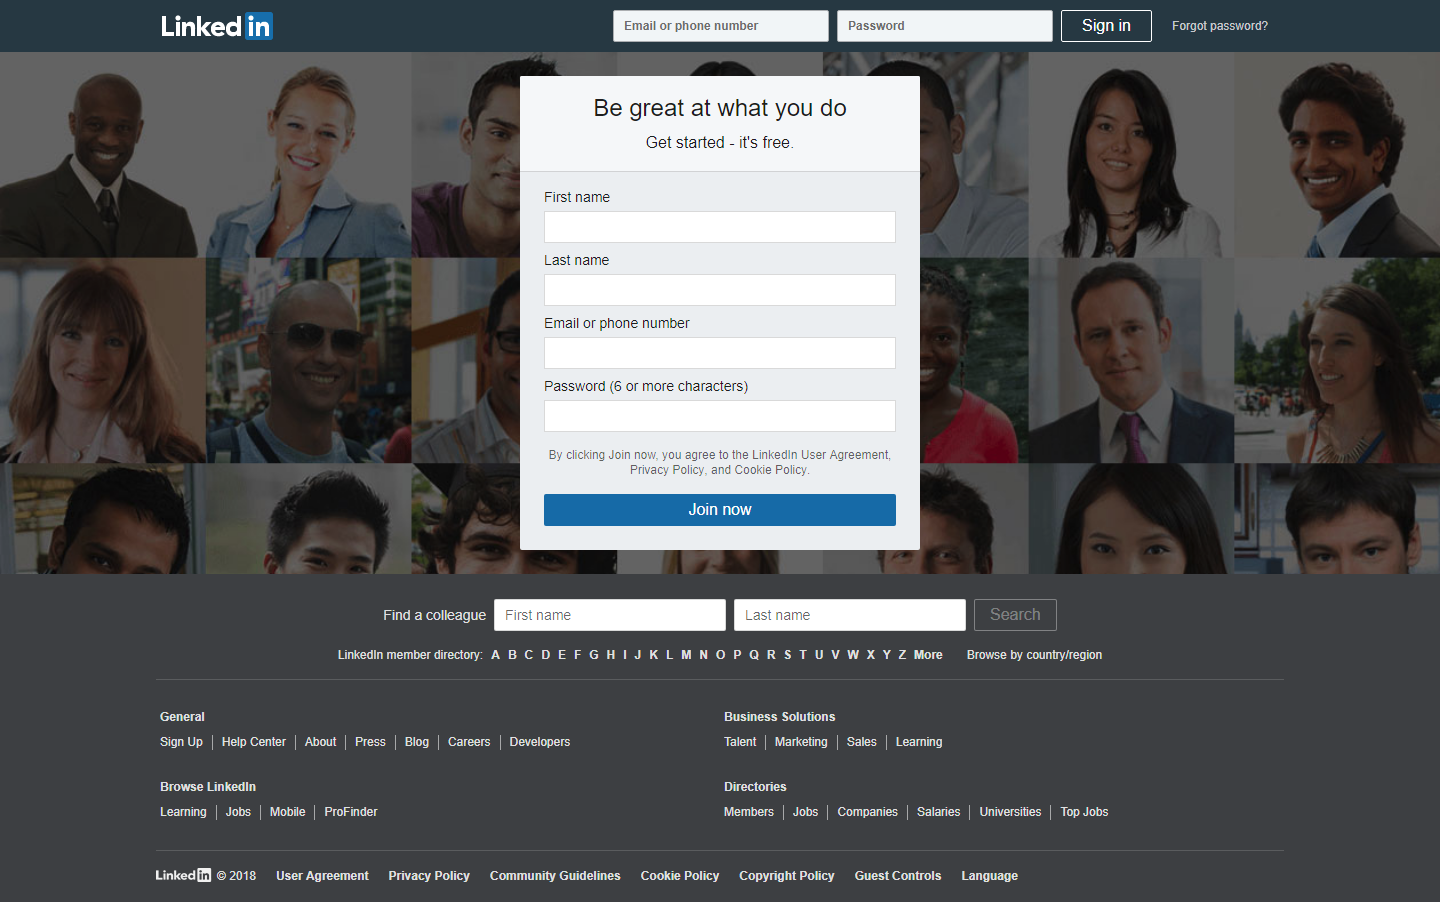 Linked in
Email or phone number
Password
Sign in
Forgot password?
Be great at what you do
Get started - it's free.
First name
Last name
Email or phone number
Password (6 or more characters)
By clicking Join now, you agree to the LinkedIn User Agreement,
Privacy Policy, and Cookie Policy.
Join now
Find a colleague
First name
Last name
Search
LinkedIn member directory: A B C D E F G H I J K L M N O P Q R S T U V W X Y Z More Browse by country/region
General
Sign Up Help Center About Press Blog Careers Developers
Business Solutions
Talent Marketing Sales Learning
Browse LinkedIn
Learning Jobs Mobile ProFinder
Directories
Members Jobs Companies Salaries Universities Top Jobs
Linked in © 2018 User Agreement Privacy Policy Community Guidelines Cookie Policy Copyright Policy Guest Controls Language